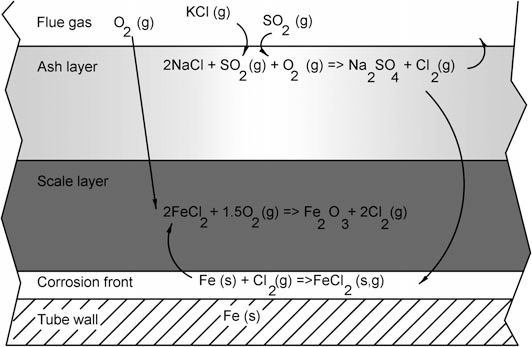 KCl (g)
Flue gas O₂ (g) SO₂ (g)
Ash layer 2NaCl + SO₂(g) + O₂ (g) => Na₂SO₄ + Cl₂(g)
Scale layer
2FeCl₂ + 1.5O₂(g) => Fe₂O₃ + 2Cl₂(g)
Corrosion front Fe (s) + Cl₂(g) =>FeCl₂ (s,g)
Tube wall Fe (s)